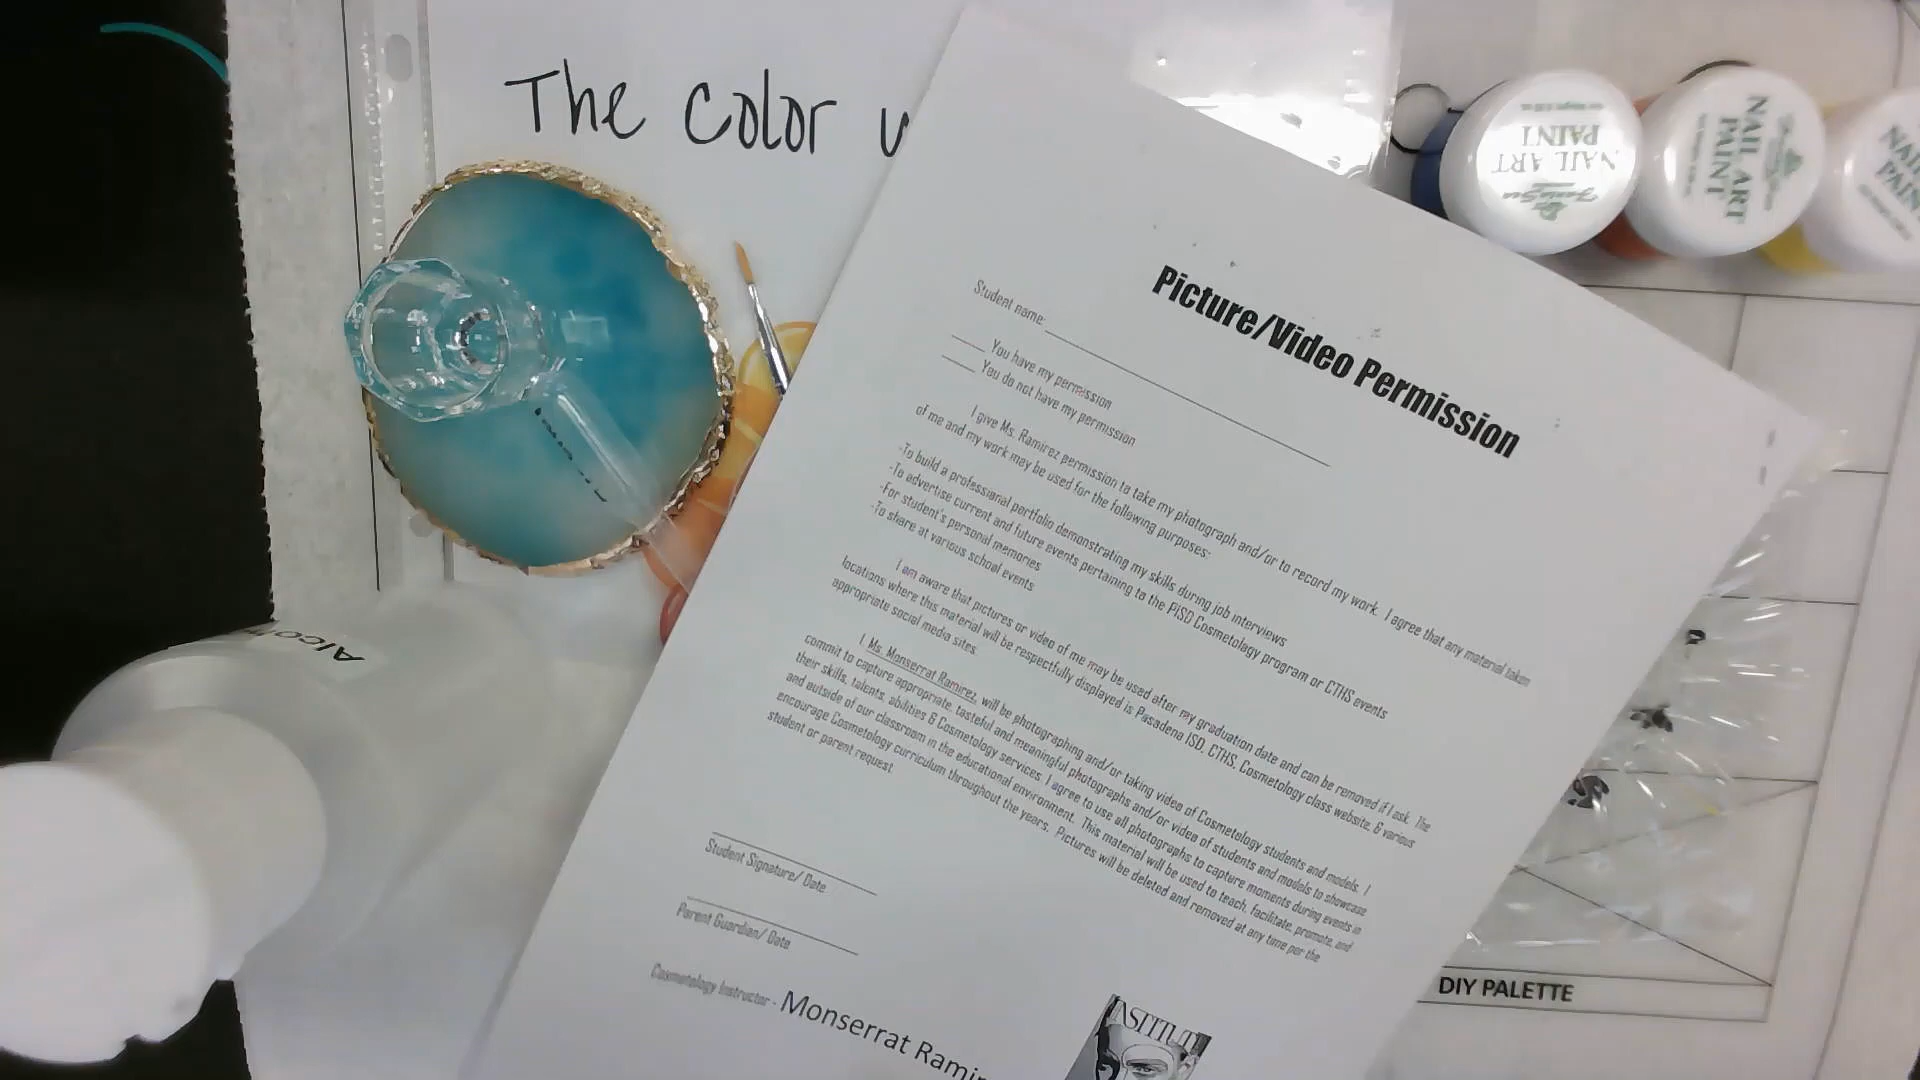 The Color
Picture/Video Permission
Student name:
You have my permission
You do not have my permission
I give Ms. Ramirez permission to take my photograph and/or to record my work. I agree that any material taken
of me and my work may be used for the following purposes:
-To build a professional portfolio demonstrating my skills during job interviews
-To advertise current and future events pertaining to the PISD Cosmetology program or CTHS events
-For student's personal memories
-To share at various school events
I am aware that pictures or video of me may be used after my graduation date and can be removed if I ask. The
locations where this material will be respectfully displayed is Pasadena ISD, CTHS, Cosmetology class website, & various
appropriate social media sites.
I, Ms. Monserrat Ramirez, will be photographing and/or taking video of Cosmetology students and models. I
commit to capture appropriate, tasteful and meaningful photographs and/or video of students and models to showcase
their skills, talents, abilities & Cosmetology services. I agree to use all photographs to capture moments during events in
and outside of our classroom in the educational environment. This material will be used to teach, facilitate, promote, and
encourage Cosmetology curriculum throughout the years. Pictures will be deleted and removed at any time per the
student or parent request.
Student Signature/ Date
Parent Guardian/ Date
Cosmetology Instructor - Monserrat
NAIL ART
PAINT
NAIL ART
PAINT
DIY PALETTE